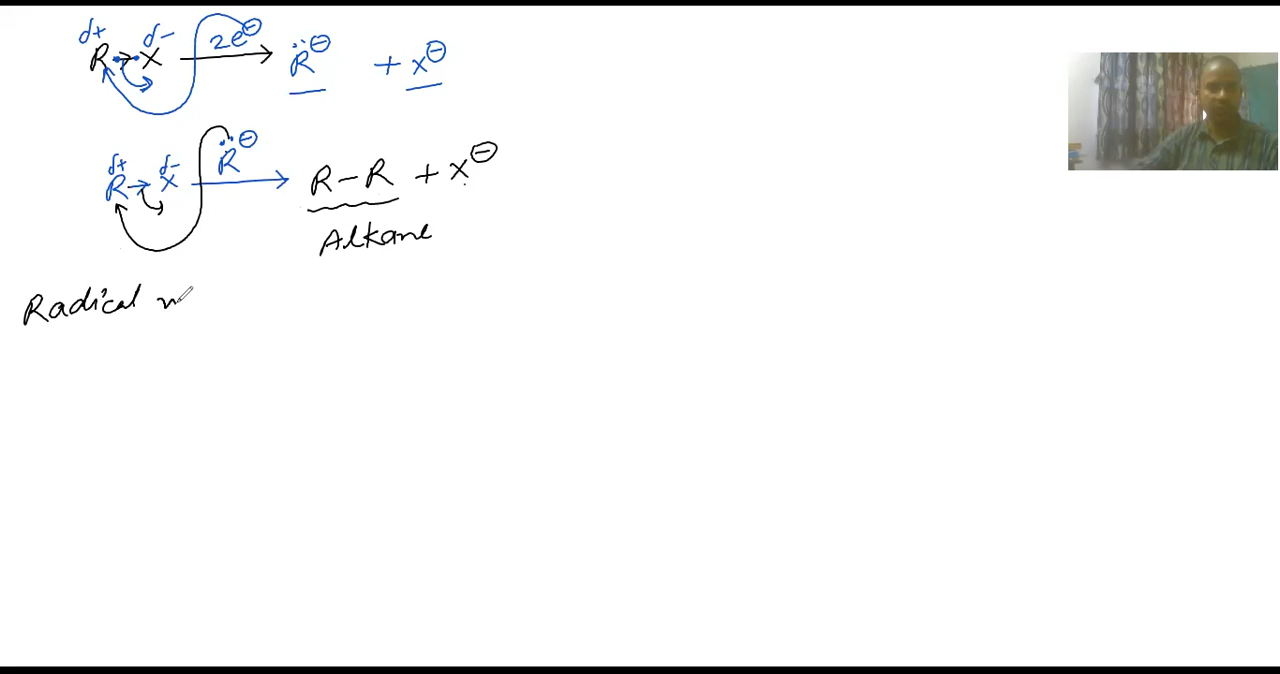 d+ d-
R → X 2e⊖ → R̈⊖ + x⊖
d+ d- R̈⊖
R → X → R-R + x⊖
Alkane
Radical